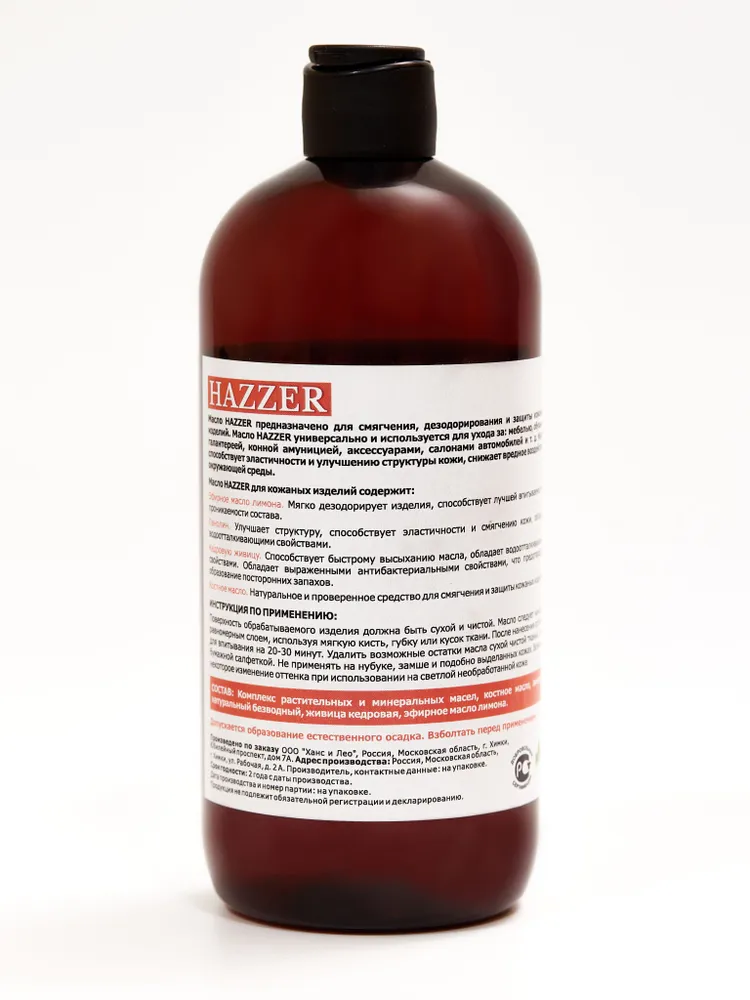 HAZZER
Масло HAZZER предназначено для смягчения, дезодорирования и защиты
изделий. Масло HAZZER универсально и используется для ухода за: мебелью,
галантереей, конной амуницией, аксессуарами, салонами автомобилей и т. д.
способствует эластичности и улучшению структуры кожи, снижает вредное
окружающей среды.
Масло HAZZER для кожаных изделий содержит:
Эфирное масло лимона. Мягко дезодорирует изделия, способствует лучшей
проникаемости состава.
Ланолин. Улучшает структуру, способствует эластичности и смягчению кожи,
водоотталкивающими свойствами.
Кедровую живицу. Способствует быстрому высыханию масла, обладает
свойствами. Обладает выраженными антибактериальными свойствами, что
образование посторонних запахов.
Костное масло. Натуральное и проверенное средство для смягчения и защиты
ИНСТРУКЦИЯ ПО ПРИМЕНЕНИЮ:
Поверхность обрабатываемого изделия должна быть сухой и чистой. Масло следует
равномерным слоем, используя мягкую кисть, губку или кусок ткани. После нанесения
для впитывания на 20-30 минут. Удалить возможные остатки масла сухой чистой
бумажной салфеткой. Не применять на нубуке, замше и подобно выделанных кожах.
некоторое изменение оттенка при использовании на светлой необработанной коже.
СОСТАВ: Комплекс растительных и минеральных масел, костное масло,
натуральный безводный, живица кедровая, эфирное масло лимона.
Допускается образование естественного осадка. Взболтать перед
Произведено по заказу ООО "Ханс и Лео", Россия, Московская область, г. Химки,
Юбилейный проспект, дом 7А. Адрес производства: Россия, Московская область,
г. Химки, ул. Рабочая, д. 2А. Производитель, контактные данные: на упаковке.
Срок годности: 2 года с даты производства.
Дата производства и номер партии: на упаковке.
Продукция не подлежит обязательной регистрации и декларированию.